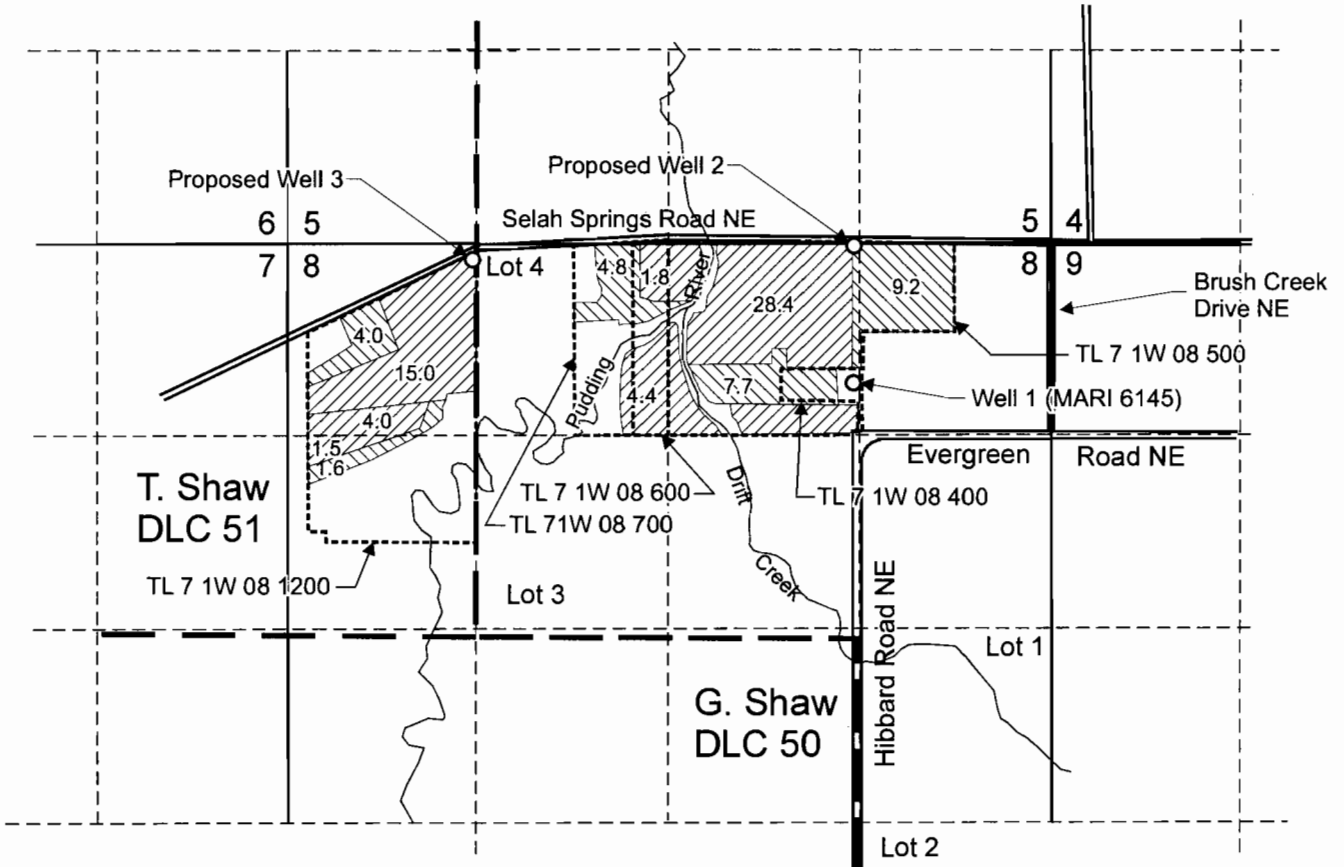 Proposed Well 3
Proposed Well 2
6 5
Selah Springs Road NE
5 4
7 8
Lot 4
8 9
4.8
1.8
River
28.4
9.2
Brush Creek
Drive NE
4.0
TL 7 1W 08 500
15.0
Pudding
4.4
7.7
Well 1 (MARI 6145)
4.0
1.5
1.6
Evergreen Road NE
T. Shaw
DLC 51
TL 7 1W 08 600
Drift
TL 7 1W 08 400
TL 71W 08 700
TL 7 1W 08 1200
Creek
Lot 3
Hibbard Road NE
Lot 1
G. Shaw
DLC 50
Lot 2